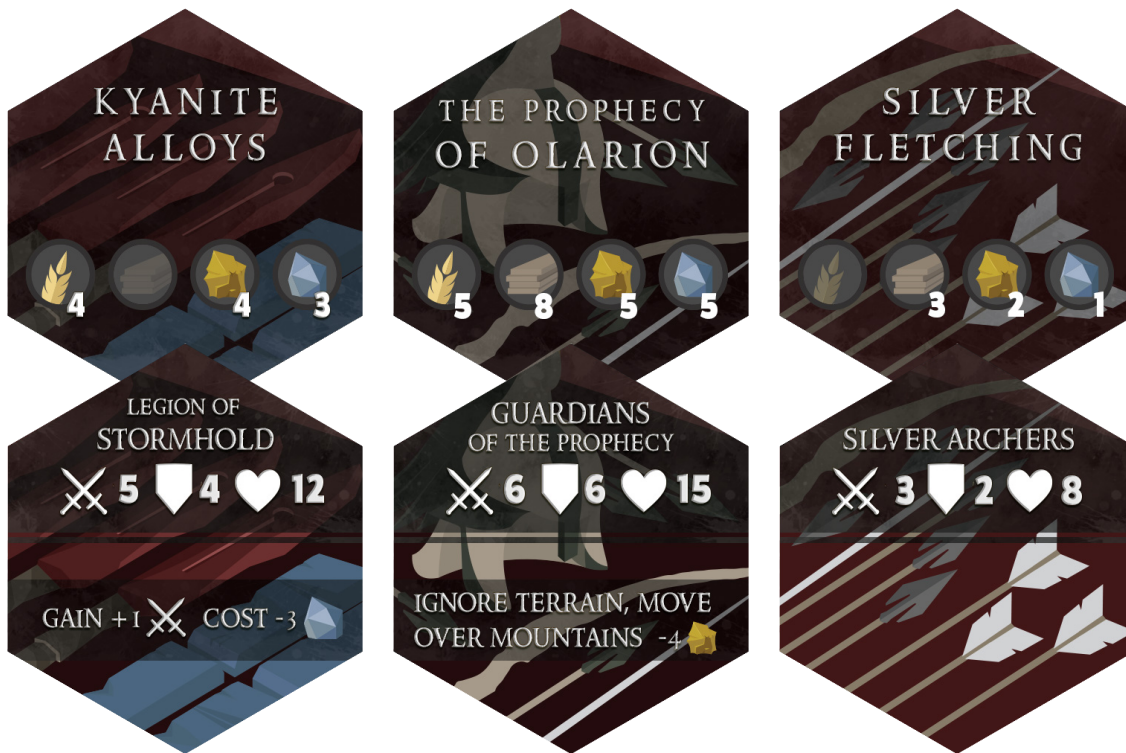 KYANITE
ALLOYS
4 4 3
THE PROPHECY
OF OLARION
5 8 5 5
SILVER
FLETCHING
3 2 1
LEGION OF
STORMHOLD
5 4 12
GAIN +1 COST -3
GUARDIANS
OF THE PROPHECY
6 6 15
IGNORE TERRAIN, MOVE
OVER MOUNTAINS -4
SILVER ARCHERS
3 2 8